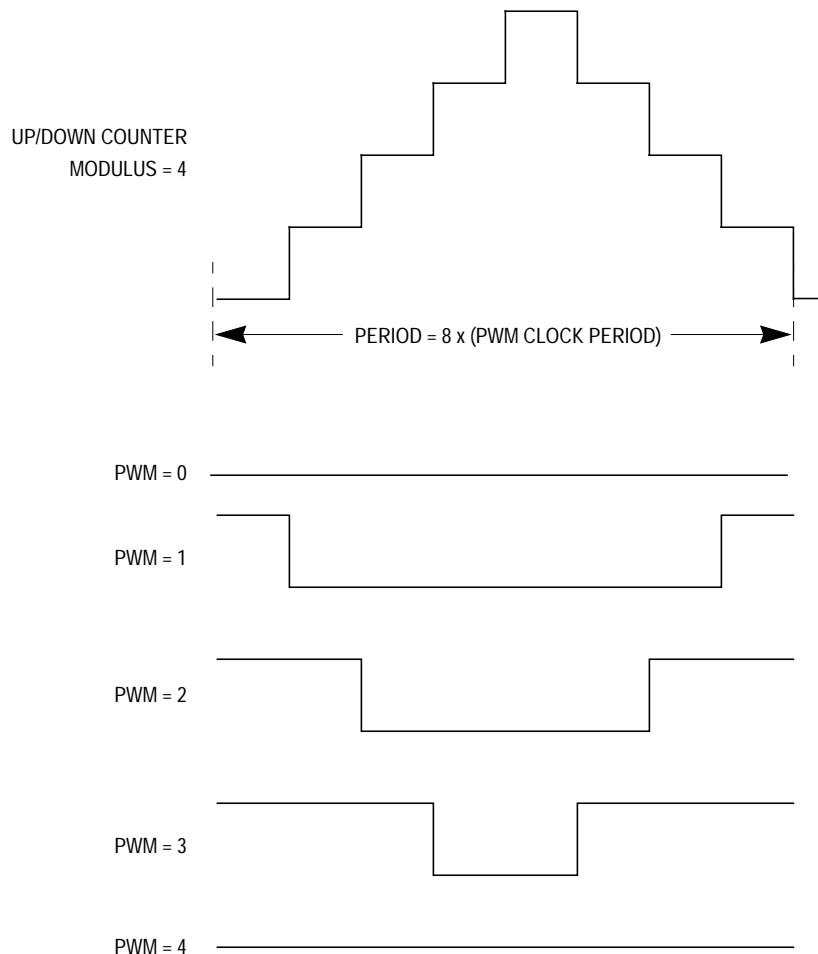 UP/DOWN COUNTER
MODULUS = 4
PERIOD = 8 x (PWM CLOCK PERIOD)
PWM = 0
PWM = 1
PWM = 2
PWM = 3
PWM = 4